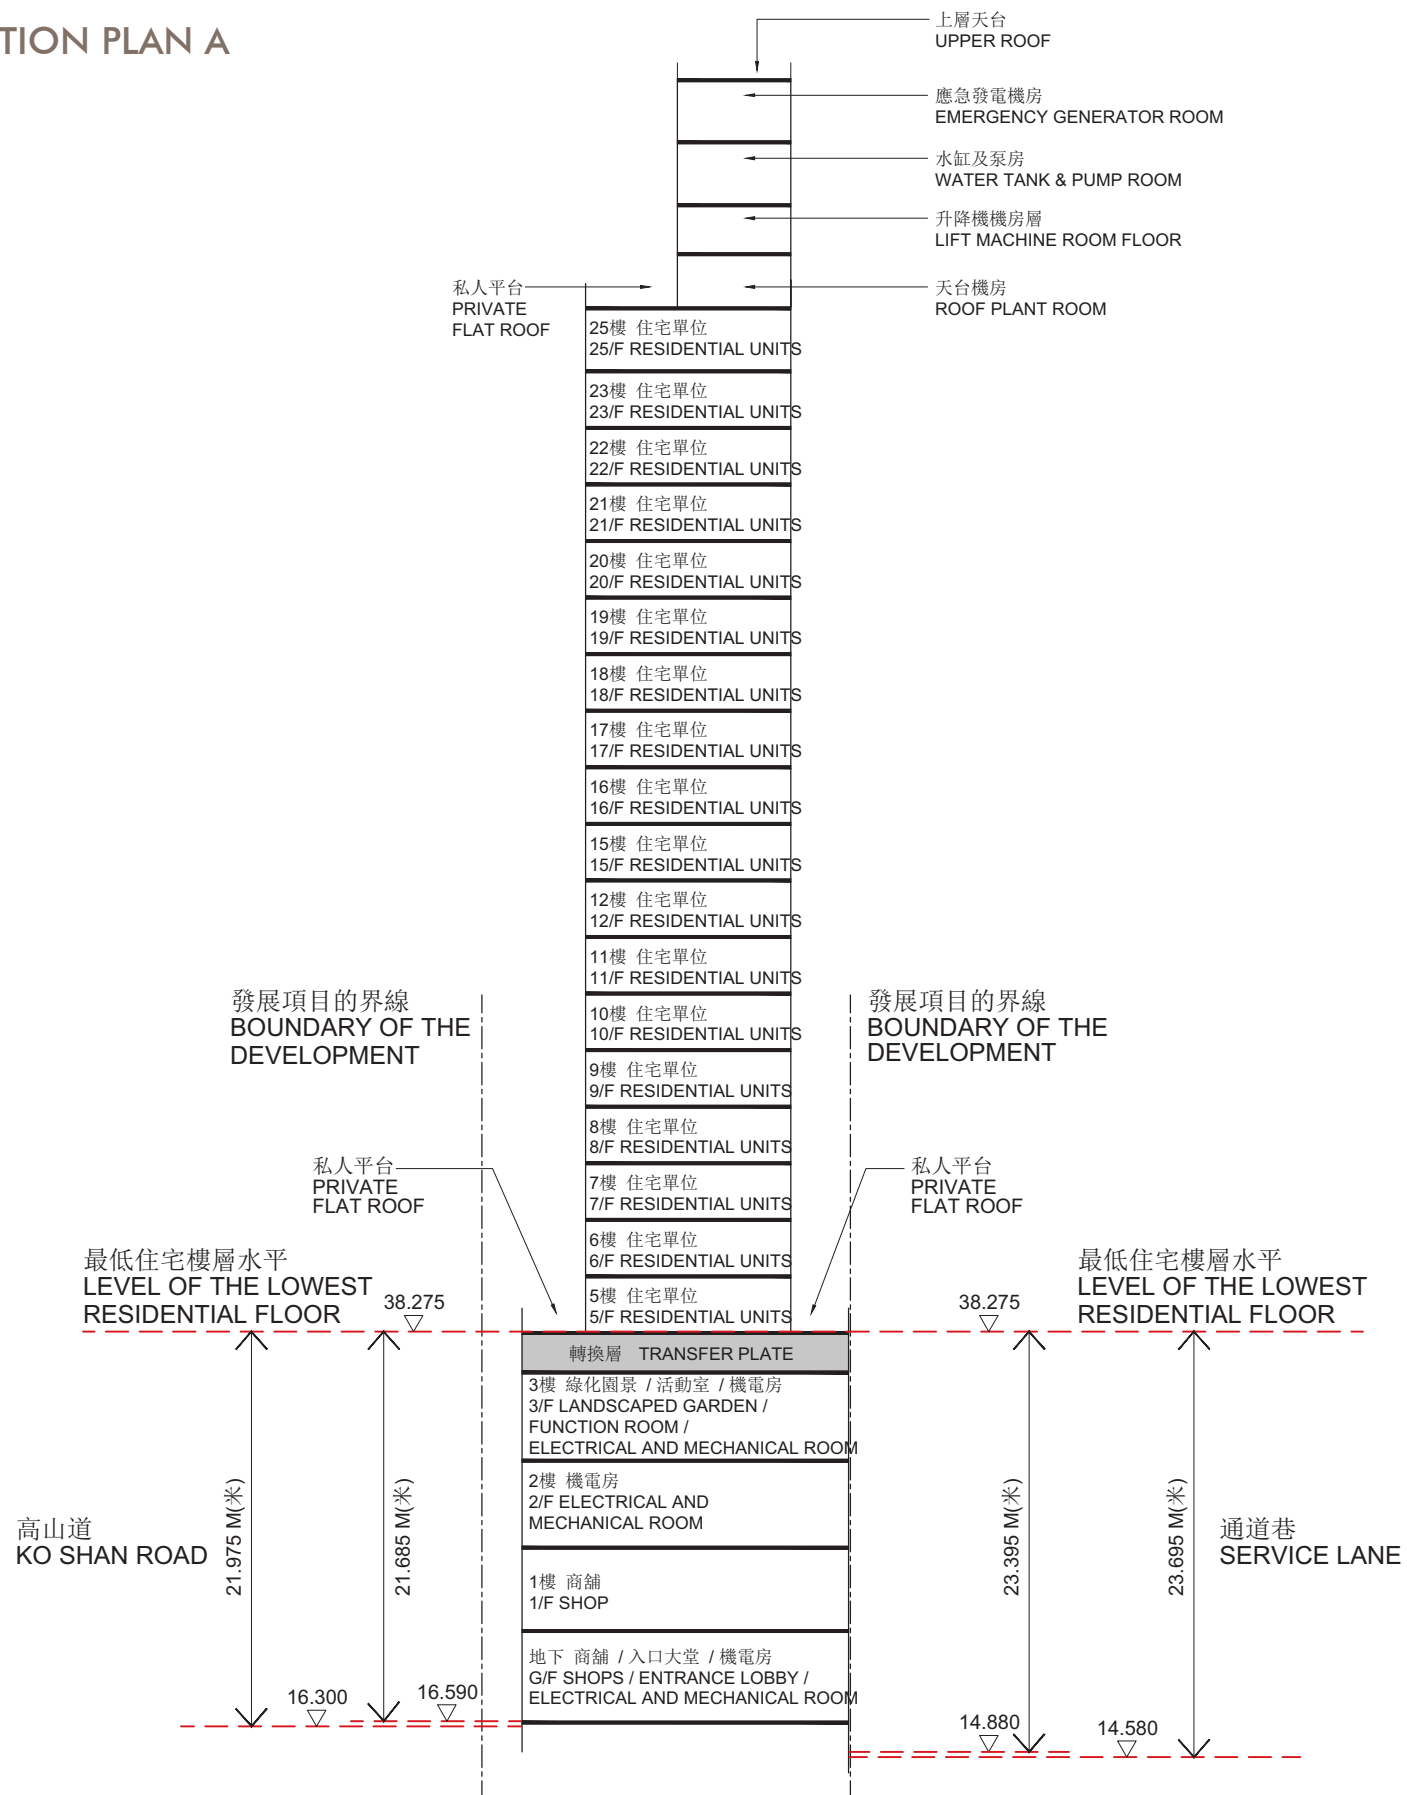 TION PLAN A
上層天台
UPPER ROOF
應急發電機房
EMERGENCY GENERATOR ROOM
水缸及泵房
WATER TANK & PUMP ROOM
升降機機房層
LIFT MACHINE ROOM FLOOR
私人平台
PRIVATE
FLAT ROOF
天台機房
ROOF PLANT ROOM
25樓 住宅單位
25/F RESIDENTIAL UNITS
23樓 住宅單位
23/F RESIDENTIAL UNITS
22樓 住宅單位
22/F RESIDENTIAL UNITS
21樓 住宅單位
21/F RESIDENTIAL UNITS
20樓 住宅單位
20/F RESIDENTIAL UNITS
19樓 住宅單位
19/F RESIDENTIAL UNITS
18樓 住宅單位
18/F RESIDENTIAL UNITS
17樓 住宅單位
17/F RESIDENTIAL UNITS
16樓 住宅單位
16/F RESIDENTIAL UNITS
15樓 住宅單位
15/F RESIDENTIAL UNITS
12樓 住宅單位
12/F RESIDENTIAL UNITS
11樓 住宅單位
11/F RESIDENTIAL UNITS
10樓 住宅單位
10/F RESIDENTIAL UNITS
9樓 住宅單位
9/F RESIDENTIAL UNITS
8樓 住宅單位
8/F RESIDENTIAL UNITS
7樓 住宅單位
7/F RESIDENTIAL UNITS
6樓 住宅單位
6/F RESIDENTIAL UNITS
5樓 住宅單位
5/F RESIDENTIAL UNITS
發展項目的界線
BOUNDARY OF THE
DEVELOPMENT
發展項目的界線
BOUNDARY OF THE
DEVELOPMENT
私人平台
PRIVATE
FLAT ROOF
私人平台
PRIVATE
FLAT ROOF
最低住宅樓層水平
LEVEL OF THE LOWEST
RESIDENTIAL FLOOR
38.275
38.275
最低住宅樓層水平
LEVEL OF THE LOWEST
RESIDENTIAL FLOOR
轉換層 TRANSFER PLATE
3樓 綠化園景 / 活動室 / 機電房
3/F LANDSCAPED GARDEN /
FUNCTION ROOM /
ELECTRICAL AND MECHANICAL ROOM
2樓 機電房
2/F ELECTRICAL AND
MECHANICAL ROOM
1樓 商舖
1/F SHOP
地下 商舖 / 入口大堂 / 機電房
G/F SHOPS / ENTRANCE LOBBY /
ELECTRICAL AND MECHANICAL ROOM
高山道
KO SHAN ROAD
21.975 M(米)
21.685 M(米)
23.395 M(米)
23.695 M(米)
通道巷
SERVICE LANE
16.300
16.590
14.880
14.580